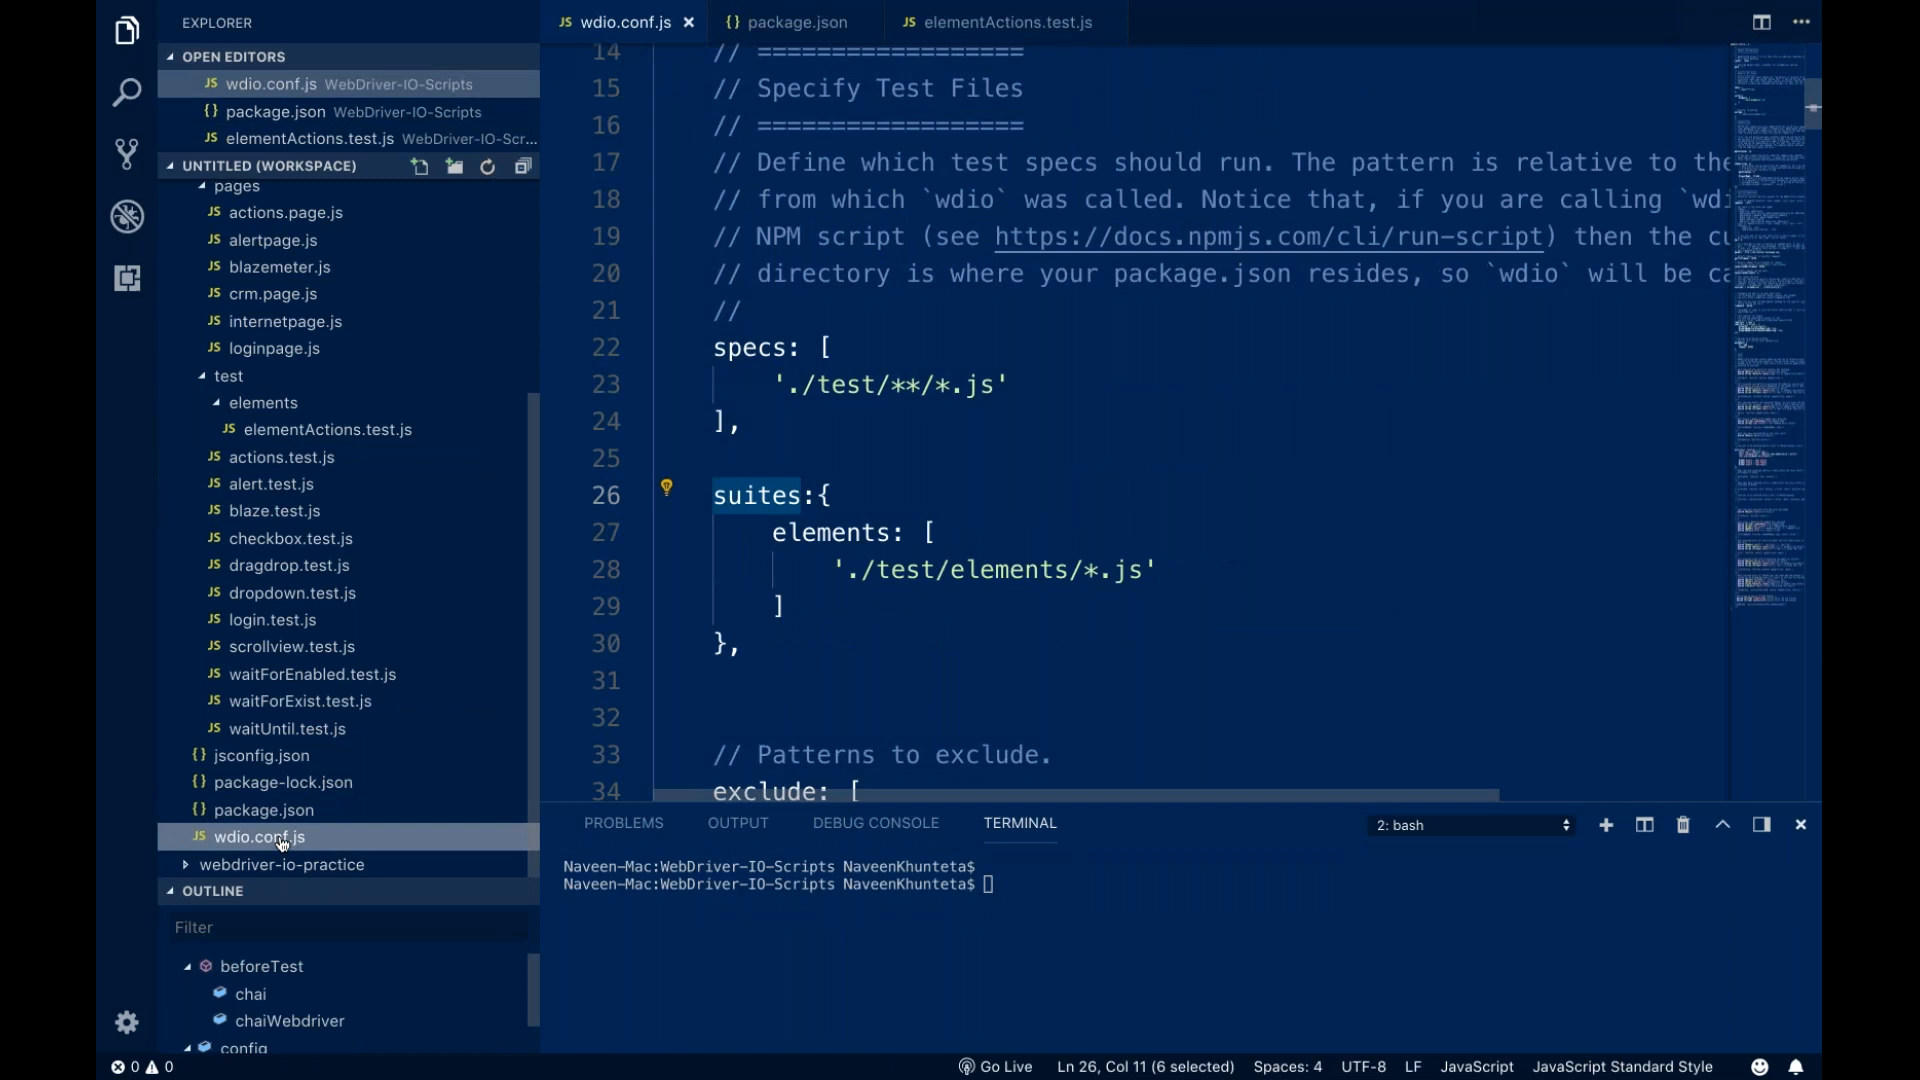 EXPLORER
OPEN EDITORS
JS wdio.conf.js WebDriver-IO-Scripts
{} package.json WebDriver-IO-Scripts
JS elementActions.test.js WebDriver-IO-Scr...
UNTITLED (WORKSPACE)
pages
JS actions.page.js
JS alertpage.js
JS blazemeter.js
JS crm.page.js
JS internetpage.js
JS loginpage.js
test
elements
JS elementActions.test.js
JS actions.test.js
JS alert.test.js
JS blaze.test.js
JS checkbox.test.js
JS dragdrop.test.js
JS dropdown.test.js
JS login.test.js
JS scrollview.test.js
JS waitForEnabled.test.js
JS waitForExist.test.js
JS waitUntil.test.js
{} jsconfig.json
{} package-lock.json
{} package.json
JS wdio.conf.js
webdriver-io-practice
OUTLINE
Filter
beforeTest
chai
chaiWebdriver
config
JS wdio.conf.js
{} package.json
JS elementActions.test.js
14 // ==================
15 // Specify Test Files
16 // ==================
17 // Define which test specs should run. The pattern is relative to the
18 // from which `wdio` was called. Notice that, if you are calling `wdi
19 // NPM script (see https://docs.npmjs.com/cli/run-script) then the cu
20 // directory is where your package.json resides, so `wdio` will be ca
21 //
22 specs: [
23 './test/**/*.js'
24 ],
25
26 suites:{
27 elements: [
28 './test/elements/*.js'
29 ]
30 },
31
32
33 // Patterns to exclude.
34 exclude: [
PROBLEMS OUTPUT DEBUG CONSOLE TERMINAL 2: bash
Naveen-Mac:WebDriver-IO-Scripts NaveenKhunteta$
Naveen-Mac:WebDriver-IO-Scripts NaveenKhunteta$
0 0 Go Live Ln 26, Col 11 (6 selected) Spaces: 4 UTF-8 LF JavaScript JavaScript Standard Style